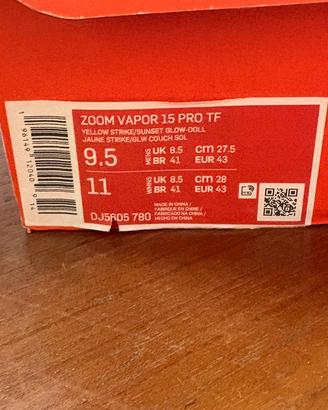 ZOOM VAPOR 15 PRO TF
YELLOW STRIKE/SUNSET GLOW-DOLL
JAUNE STRIKE/GLW COUCH SOL
9.5 MENS UK 8.5 cm 27.5
BR 41 EUR 43
11 WMNS UK 8.5 cm 28
BR 41 EUR 43
DJ5605 780
MADE IN CHINA /
FABRIQUE EN CHINE /
FABRICADO NA CHINA /
HECHO EN CHINA